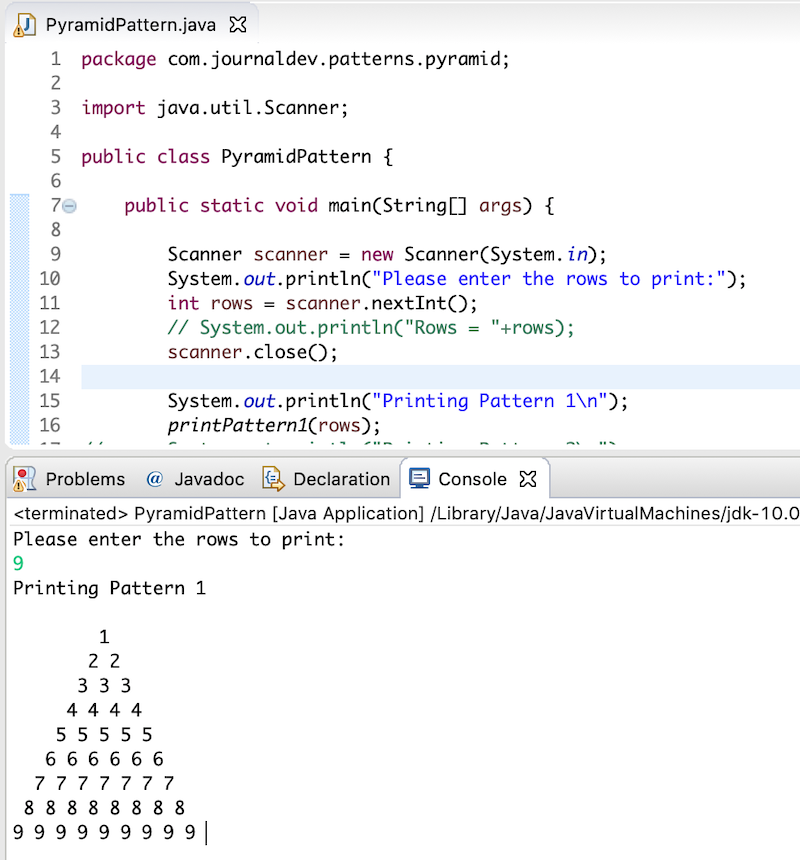 PyramidPattern.java
1 package com.journaldev.patterns.pyramid;
2
3 import java.util.Scanner;
4
5 public class PyramidPattern {
6
7     public static void main(String[] args) {
8
9         Scanner scanner = new Scanner(System.in);
10         System.out.println("Please enter the rows to print:");
11         int rows = scanner.nextInt();
12         // System.out.println("Rows = "+rows);
13         scanner.close();
14
15         System.out.println("Printing Pattern 1\n");
16         printPattern1(rows);
Problems @ Javadoc Declaration Console
<terminated> PyramidPattern [Java Application] /Library/Java/JavaVirtualMachines/jdk-10.0
Please enter the rows to print:
9
Printing Pattern 1

        1
       2 2
      3 3 3
     4 4 4 4
    5 5 5 5 5
   6 6 6 6 6 6
  7 7 7 7 7 7 7
 8 8 8 8 8 8 8 8
9 9 9 9 9 9 9 9 9